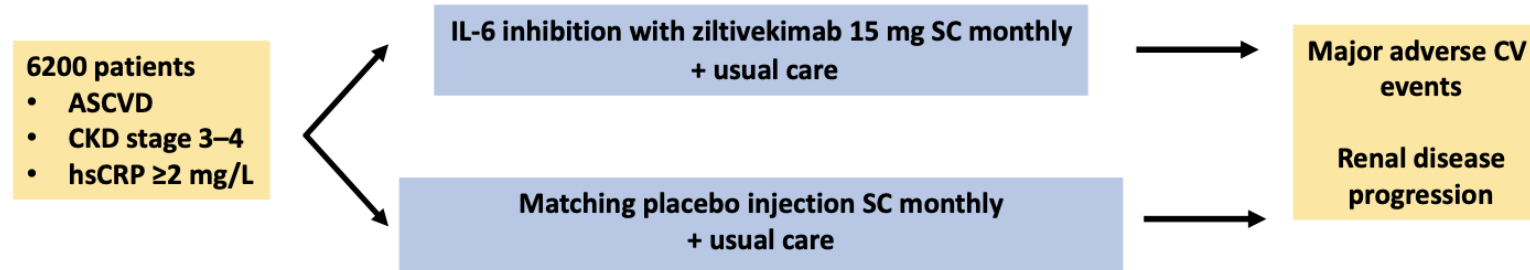 6200 patients
• ASCVD
• CKD stage 3–4
• hsCRP ≥2 mg/L
IL-6 inhibition with ziltivekimab 15 mg SC monthly
+ usual care
Matching placebo injection SC monthly
+ usual care
Major adverse CV
events
Renal disease
progression